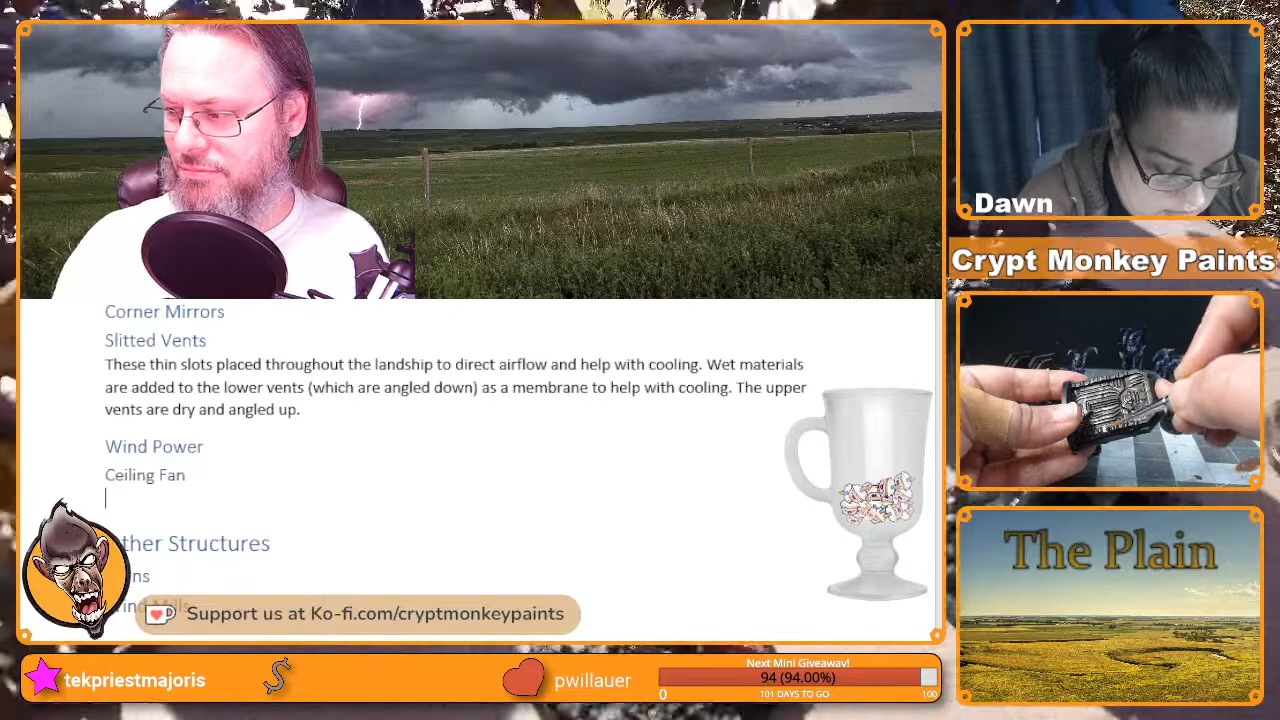 Corner Mirrors
Slitted Vents
These thin slots placed throughout the landship to direct airflow and help with cooling. Wet materials
are added to the lower vents (which are angled down) as a membrane to help with cooling. The upper
vents are dry and angled up.
Wind Power
Ceiling Fan
ther Structures
ns
ind Mills
Support us at Ko-fi.com/cryptmonkeypaints
tekpriestmajoris
$
pwillauer
Next Mini Giveaway!
94 (94.00%)
0
101 DAYS TO GO
100
Dawn
Crypt Monkey Paints
The Plain